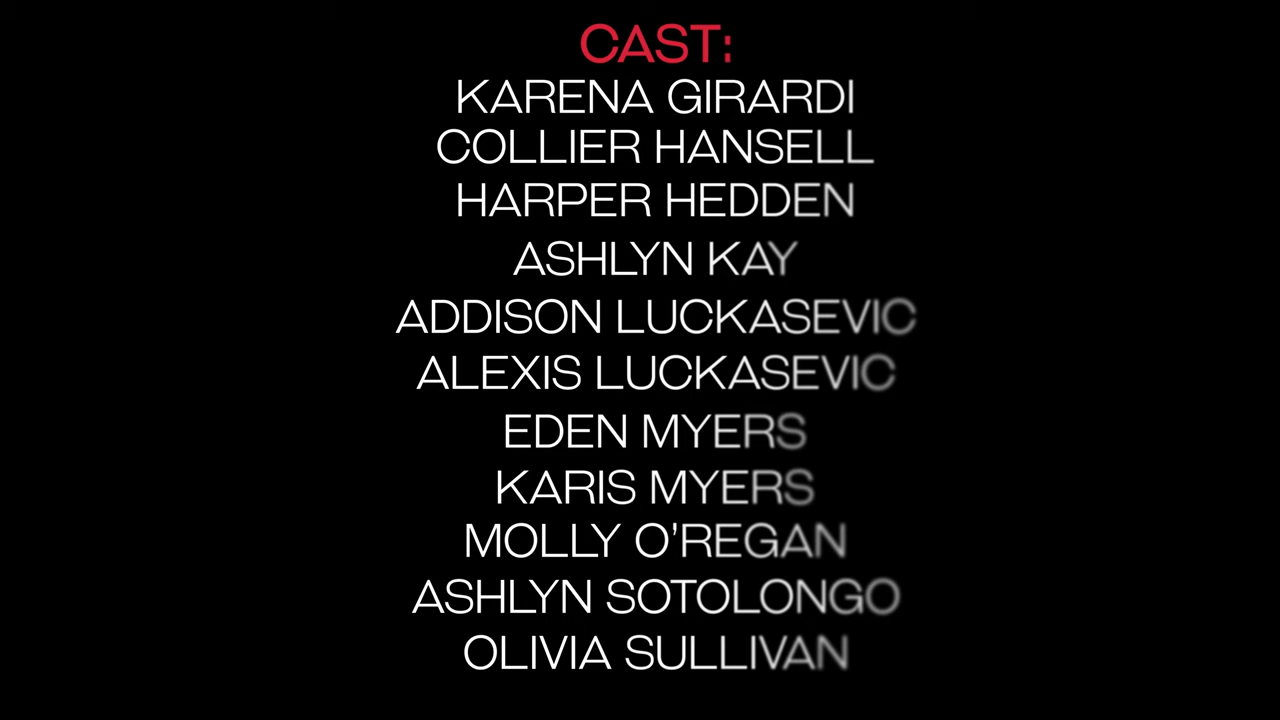 CAST:
KARENA GIRARDI
COLLIER HANSELL
HARPER HEDDEN
ASHLYN KAY
ADDISON LUCKASEVIC
ALEXIS LUCKASEVIC
EDEN MYERS
KARIS MYERS
MOLLY O'REGAN
ASHLYN SOTOLONGO
OLIVIA SULLIVAN